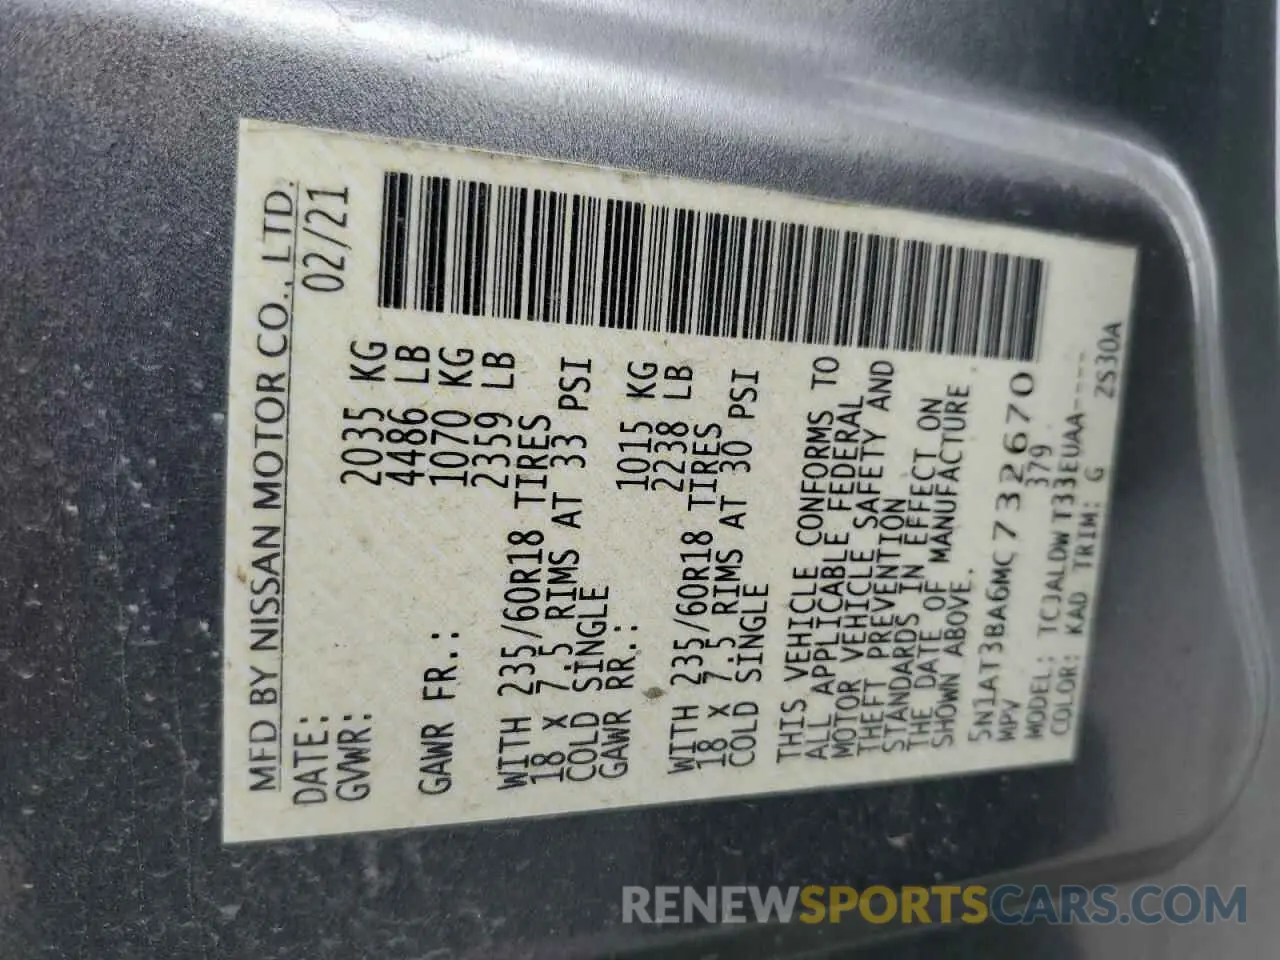 MFD BY NISSAN MOTOR CO., LTD.
DATE: 02/21
GVWR: 2035 KG
4486 LB
GAWR FR.: 1070 KG
2359 LB
WITH 235/60R18 TIRES
18 X 7.5 RIMS AT 33 PSI
COLD SINGLE
GAWR RR.: 1015 KG
2238 LB
WITH 235/60R18 TIRES
18 X 7.5 RIMS AT 30 PSI
COLD SINGLE
THIS VEHICLE CONFORMS TO
ALL APPLICABLE FEDERAL
MOTOR VEHICLE SAFETY AND
THEFT PREVENTION
STANDARDS IN EFFECT ON
THE DATE OF MANUFACTURE
SHOWN ABOVE.
5N1AT3BA6MC732670
MPV 379
MODEL: TCJALDWT33EUAA----
COLOR: KAD TRIM: G 2S30A
RENEWSPORTSCARS.COM